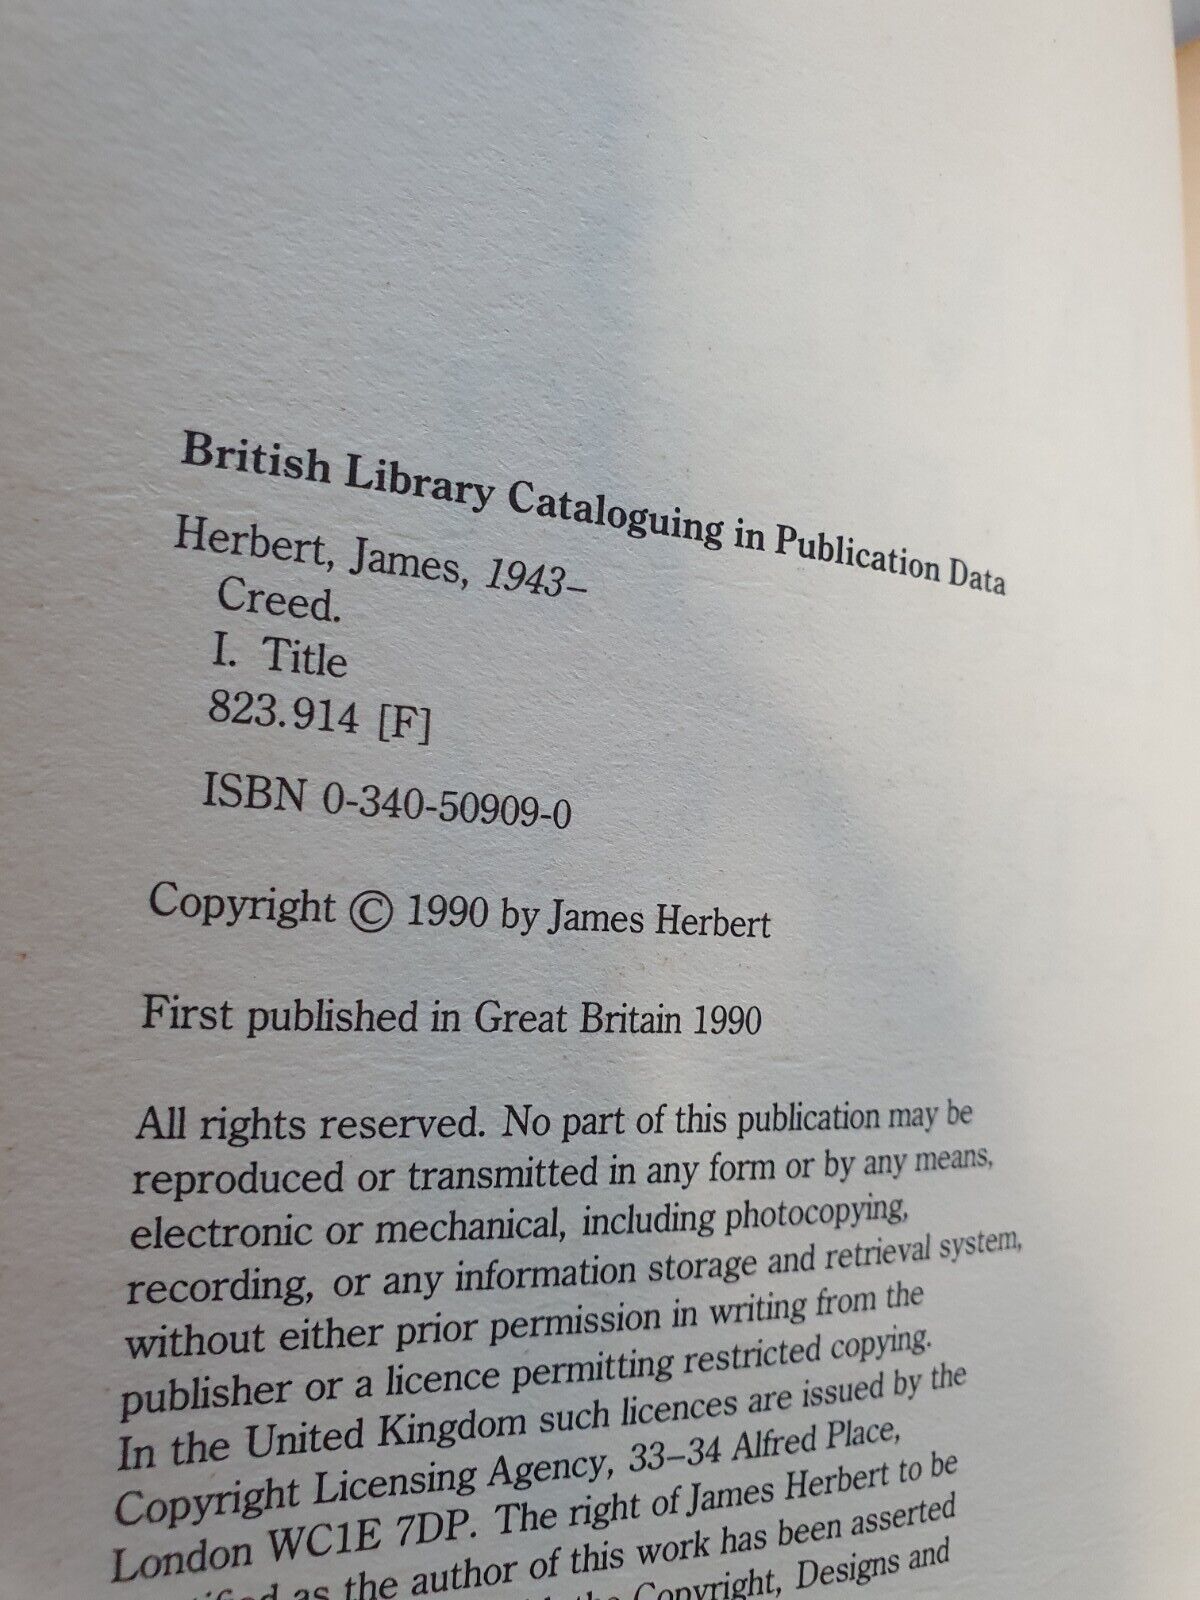 British Library Cataloguing in Publication Data
Herbert, James, 1943–
Creed.
I. Title
823.914 [F]
ISBN 0-340-50909-0
Copyright © 1990 by James Herbert
First published in Great Britain 1990
All rights reserved. No part of this publication may be
reproduced or transmitted in any form or by any means,
electronic or mechanical, including photocopying,
recording, or any information storage and retrieval system,
without either prior permission in writing from the
publisher or a licence permitting restricted copying.
In the United Kingdom such licences are issued by the
Copyright Licensing Agency, 33–34 Alfred Place,
London WC1E 7DP. The right of James Herbert to be
as the author of this work has been asserted
the Copyright, Designs and